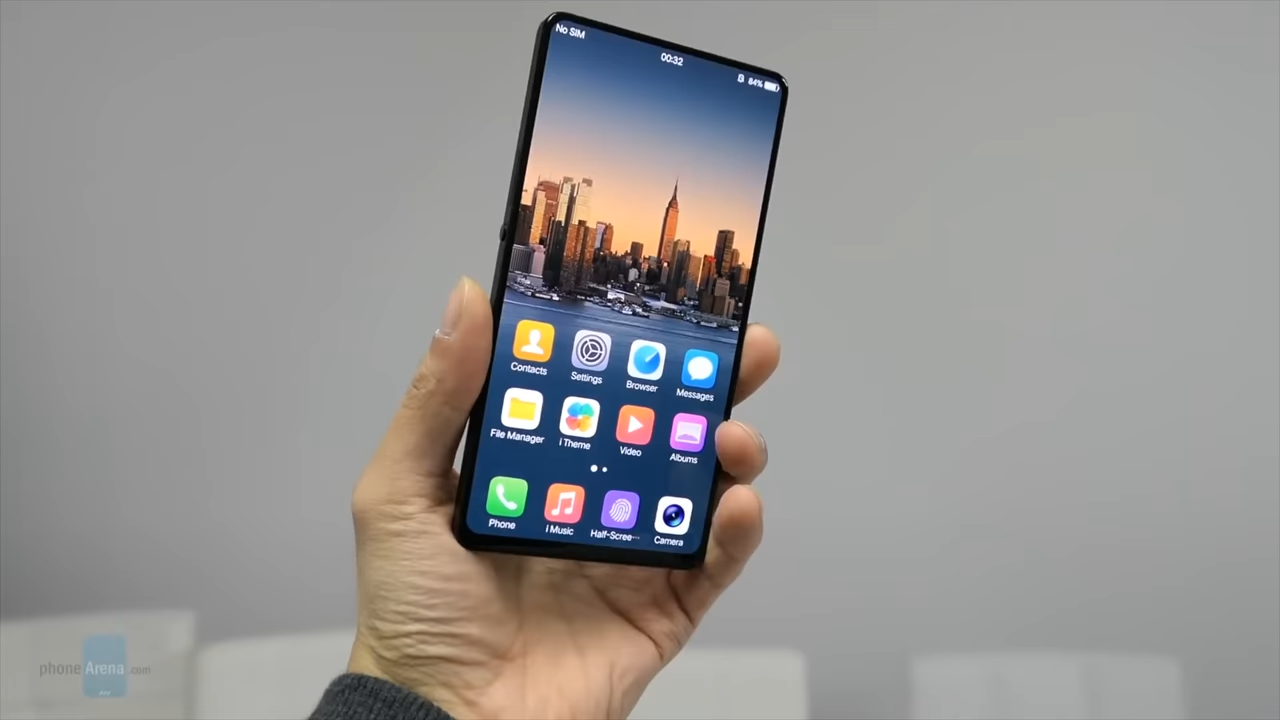 No SIM
00:32
84%
Contacts
Settings
Browser
Messages
File Manager
i Theme
Video
Albums
Phone
i Music
Half-Scree···
Camera
phoneArena.com